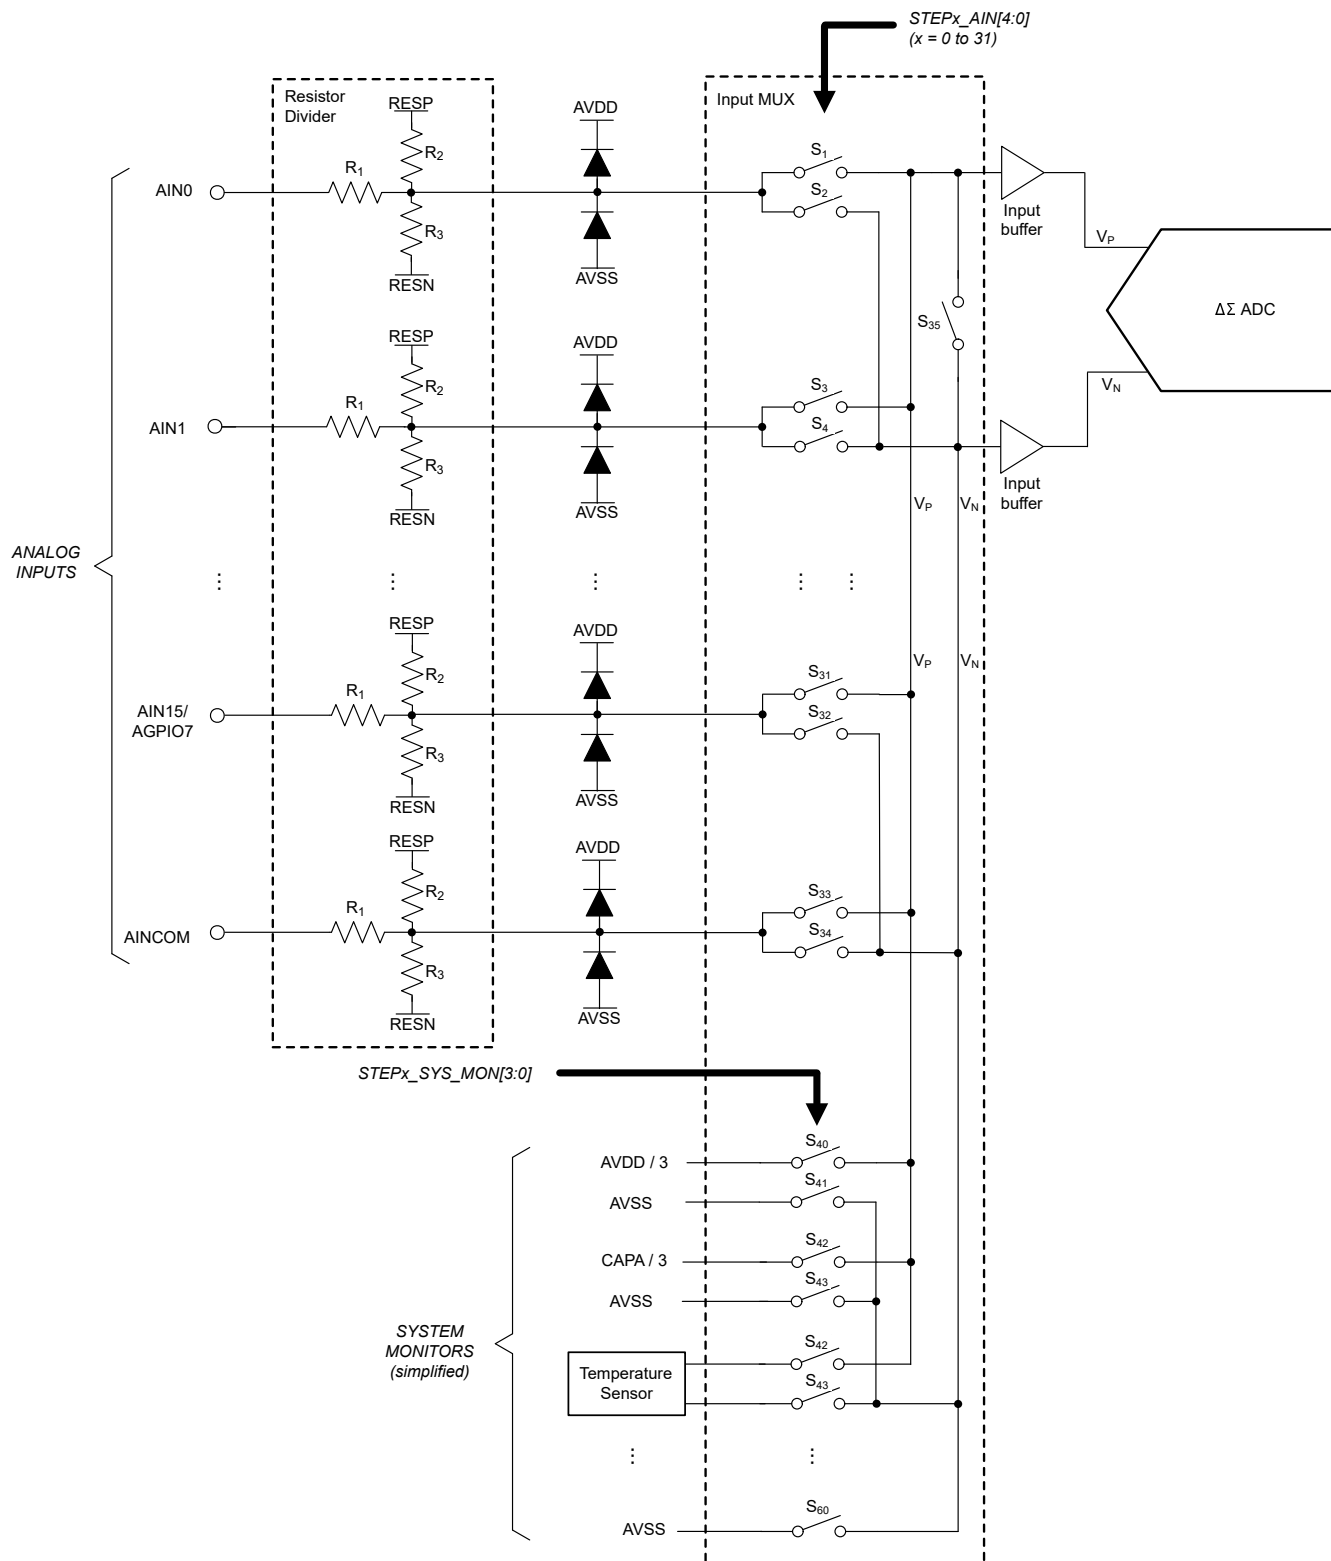 STEPx_AIN[4:0]
(x = 0 to 31)
Resistor
Divider
Input MUX
RESP
AVDD
R2
S1
R1
AIN0
S2
R3
Input
buffer
VP
RESN
AVSS
S35
ΔΣ ADC
RESP
AVDD
R2
S3
VN
R1
AIN1
S4
R3
Input
buffer
RESN
AVSS
VP
VN
ANALOG
INPUTS
⋮
⋮
⋮
⋮
⋮
RESP
AVDD
R2
S31
VP
VN
R1
AIN15/
AGPIO7
S32
R3
RESN
AVSS
RESP
AVDD
R2
S33
R1
AINCOM
S34
R3
RESN
AVSS
STEPx_SYS_MON[3:0]
S40
AVDD / 3
S41
AVSS
S42
CAPA / 3
S43
AVSS
SYSTEM
MONITORS
(simplified)
S42
Temperature
Sensor
S43
⋮
⋮
S60
AVSS